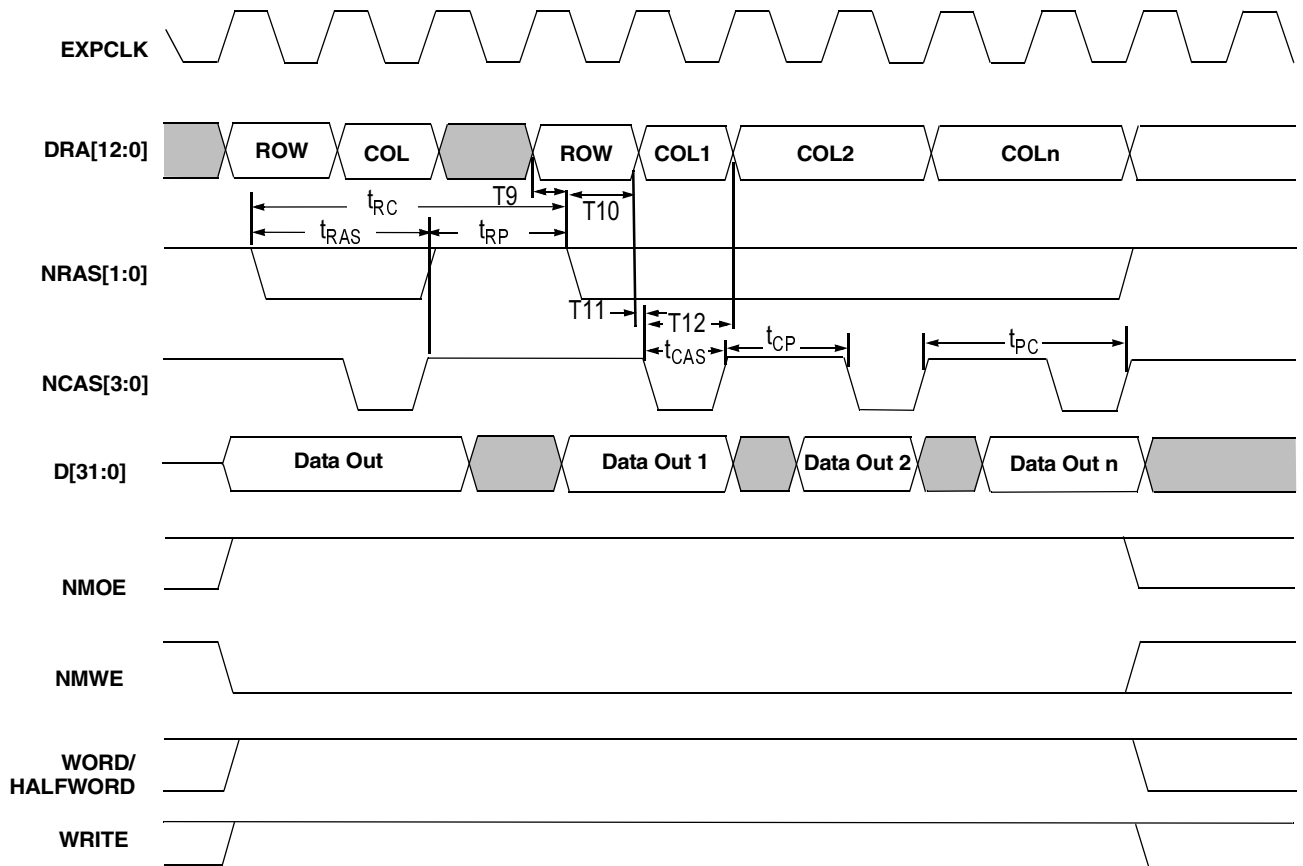 EXPCLK
DRA[12:0]
ROW
COL
ROW
COL1
COL2
COLn
T9
T10
tRC
tRAS
tRP
NRAS[1:0]
T11
T12
tCAS
tCP
tPC
NCAS[3:0]
D[31:0]
Data Out
Data Out 1
Data Out 2
Data Out n
NMOE
NMWE
WORD/
HALFWORD
WRITE